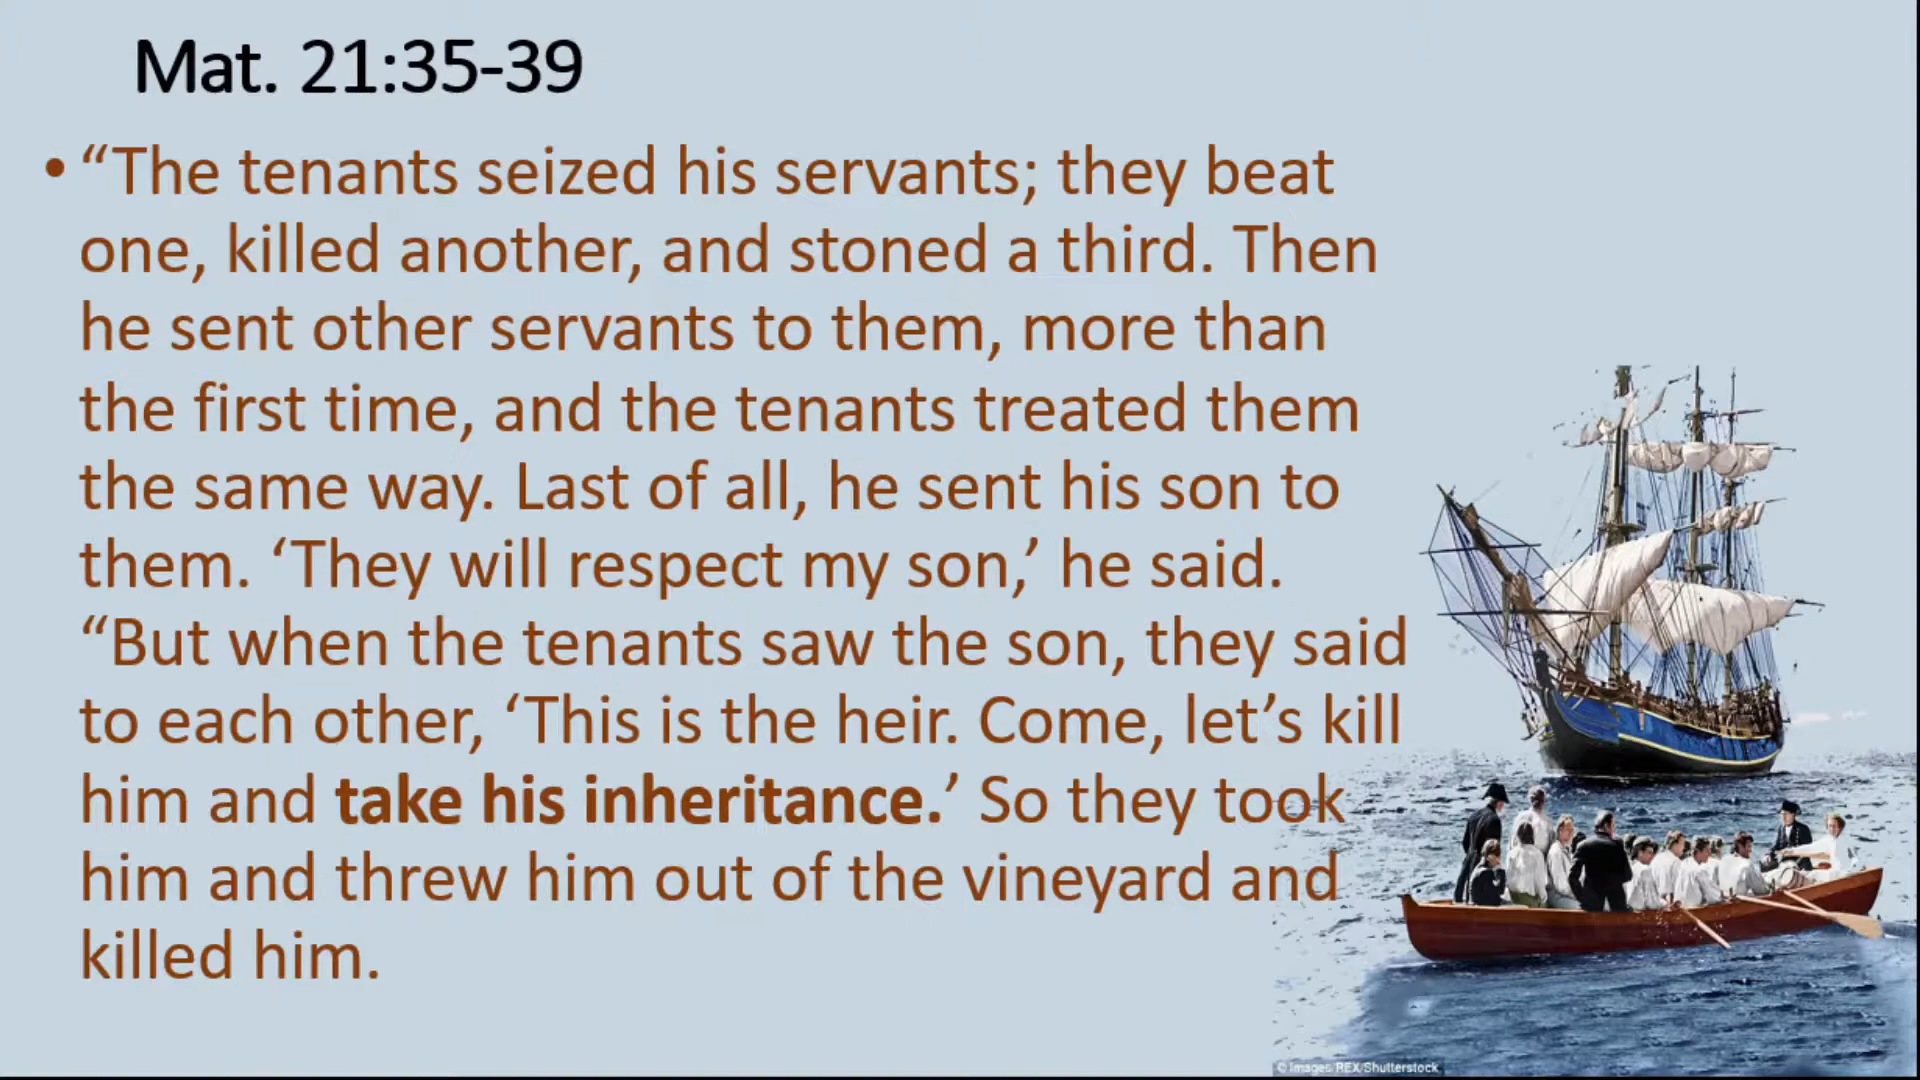 Mat. 21:35-39
• “The tenants seized his servants; they beat
one, killed another, and stoned a third. Then
he sent other servants to them, more than
the first time, and the tenants treated them
the same way. Last of all, he sent his son to
them. ‘They will respect my son,’ he said.
“But when the tenants saw the son, they said
to each other, ‘This is the heir. Come, let’s kill
him and take his inheritance.’ So they took
him and threw him out of the vineyard and
killed him.
© Images/REX/Shutterstock